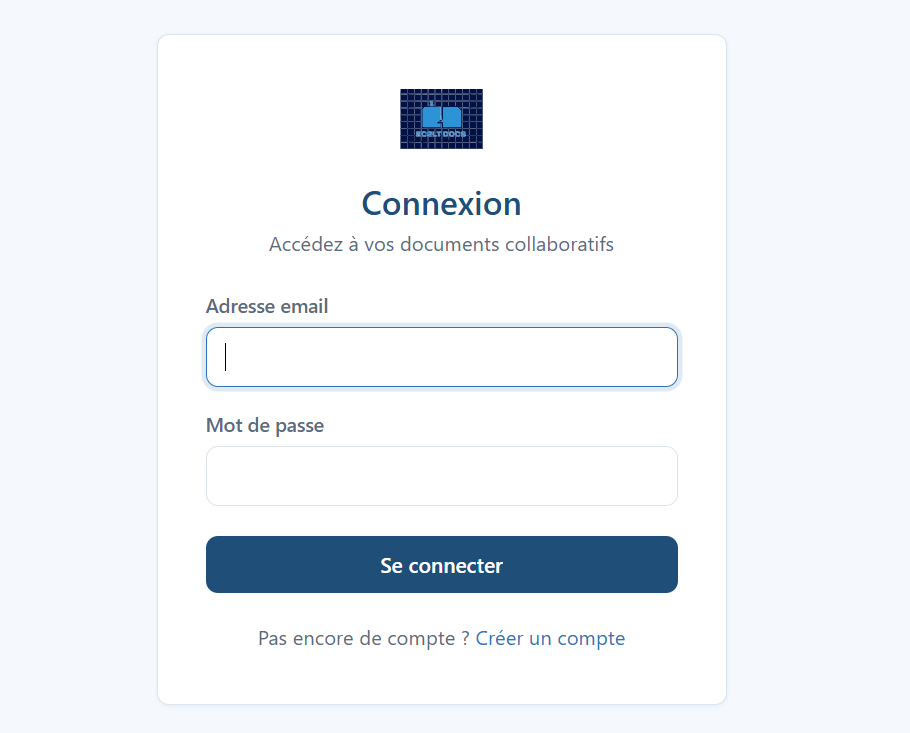 Connexion
Accédez à vos documents collaboratifs
Adresse email
Mot de passe
Se connecter
Pas encore de compte ? Créer un compte